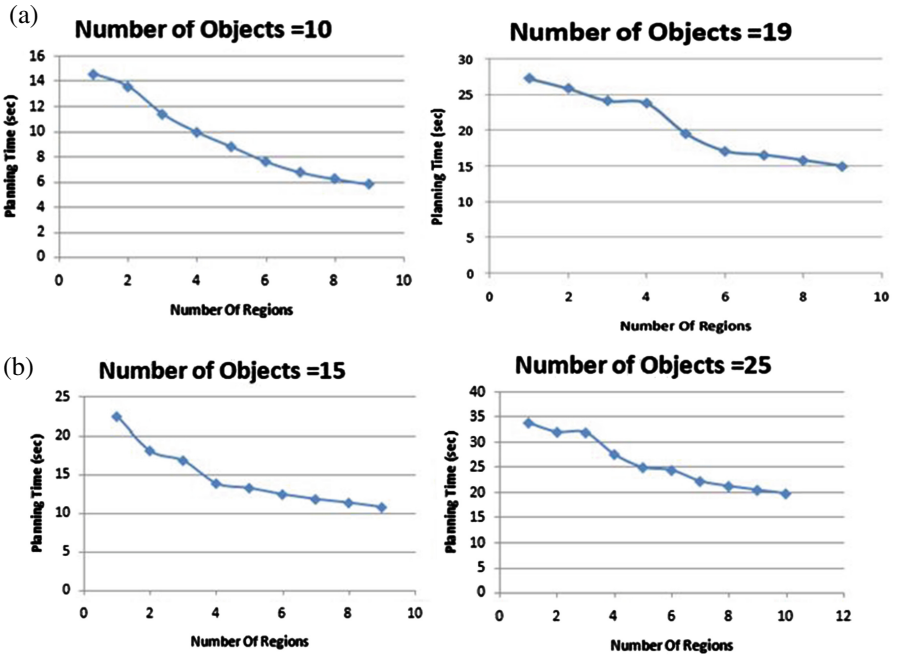 (a)
Number of Objects =10
Planning Time (sec)
16
14
12
10
8
6
4
2
0
0 2 4 6 8 10
Number Of Regions
Number of Objects =19
Planning Time (sec)
30
25
20
15
10
5
0
0 2 4 6 8 10
Number Of Regions
(b)
Number of Objects =15
Planning Time (sec)
25
20
15
10
5
0
0 2 4 6 8 10
Number Of Regions
Number of Objects =25
Planning Time (sec)
40
35
30
25
20
15
10
5
0
0 2 4 6 8 10 12
Number Of Regions